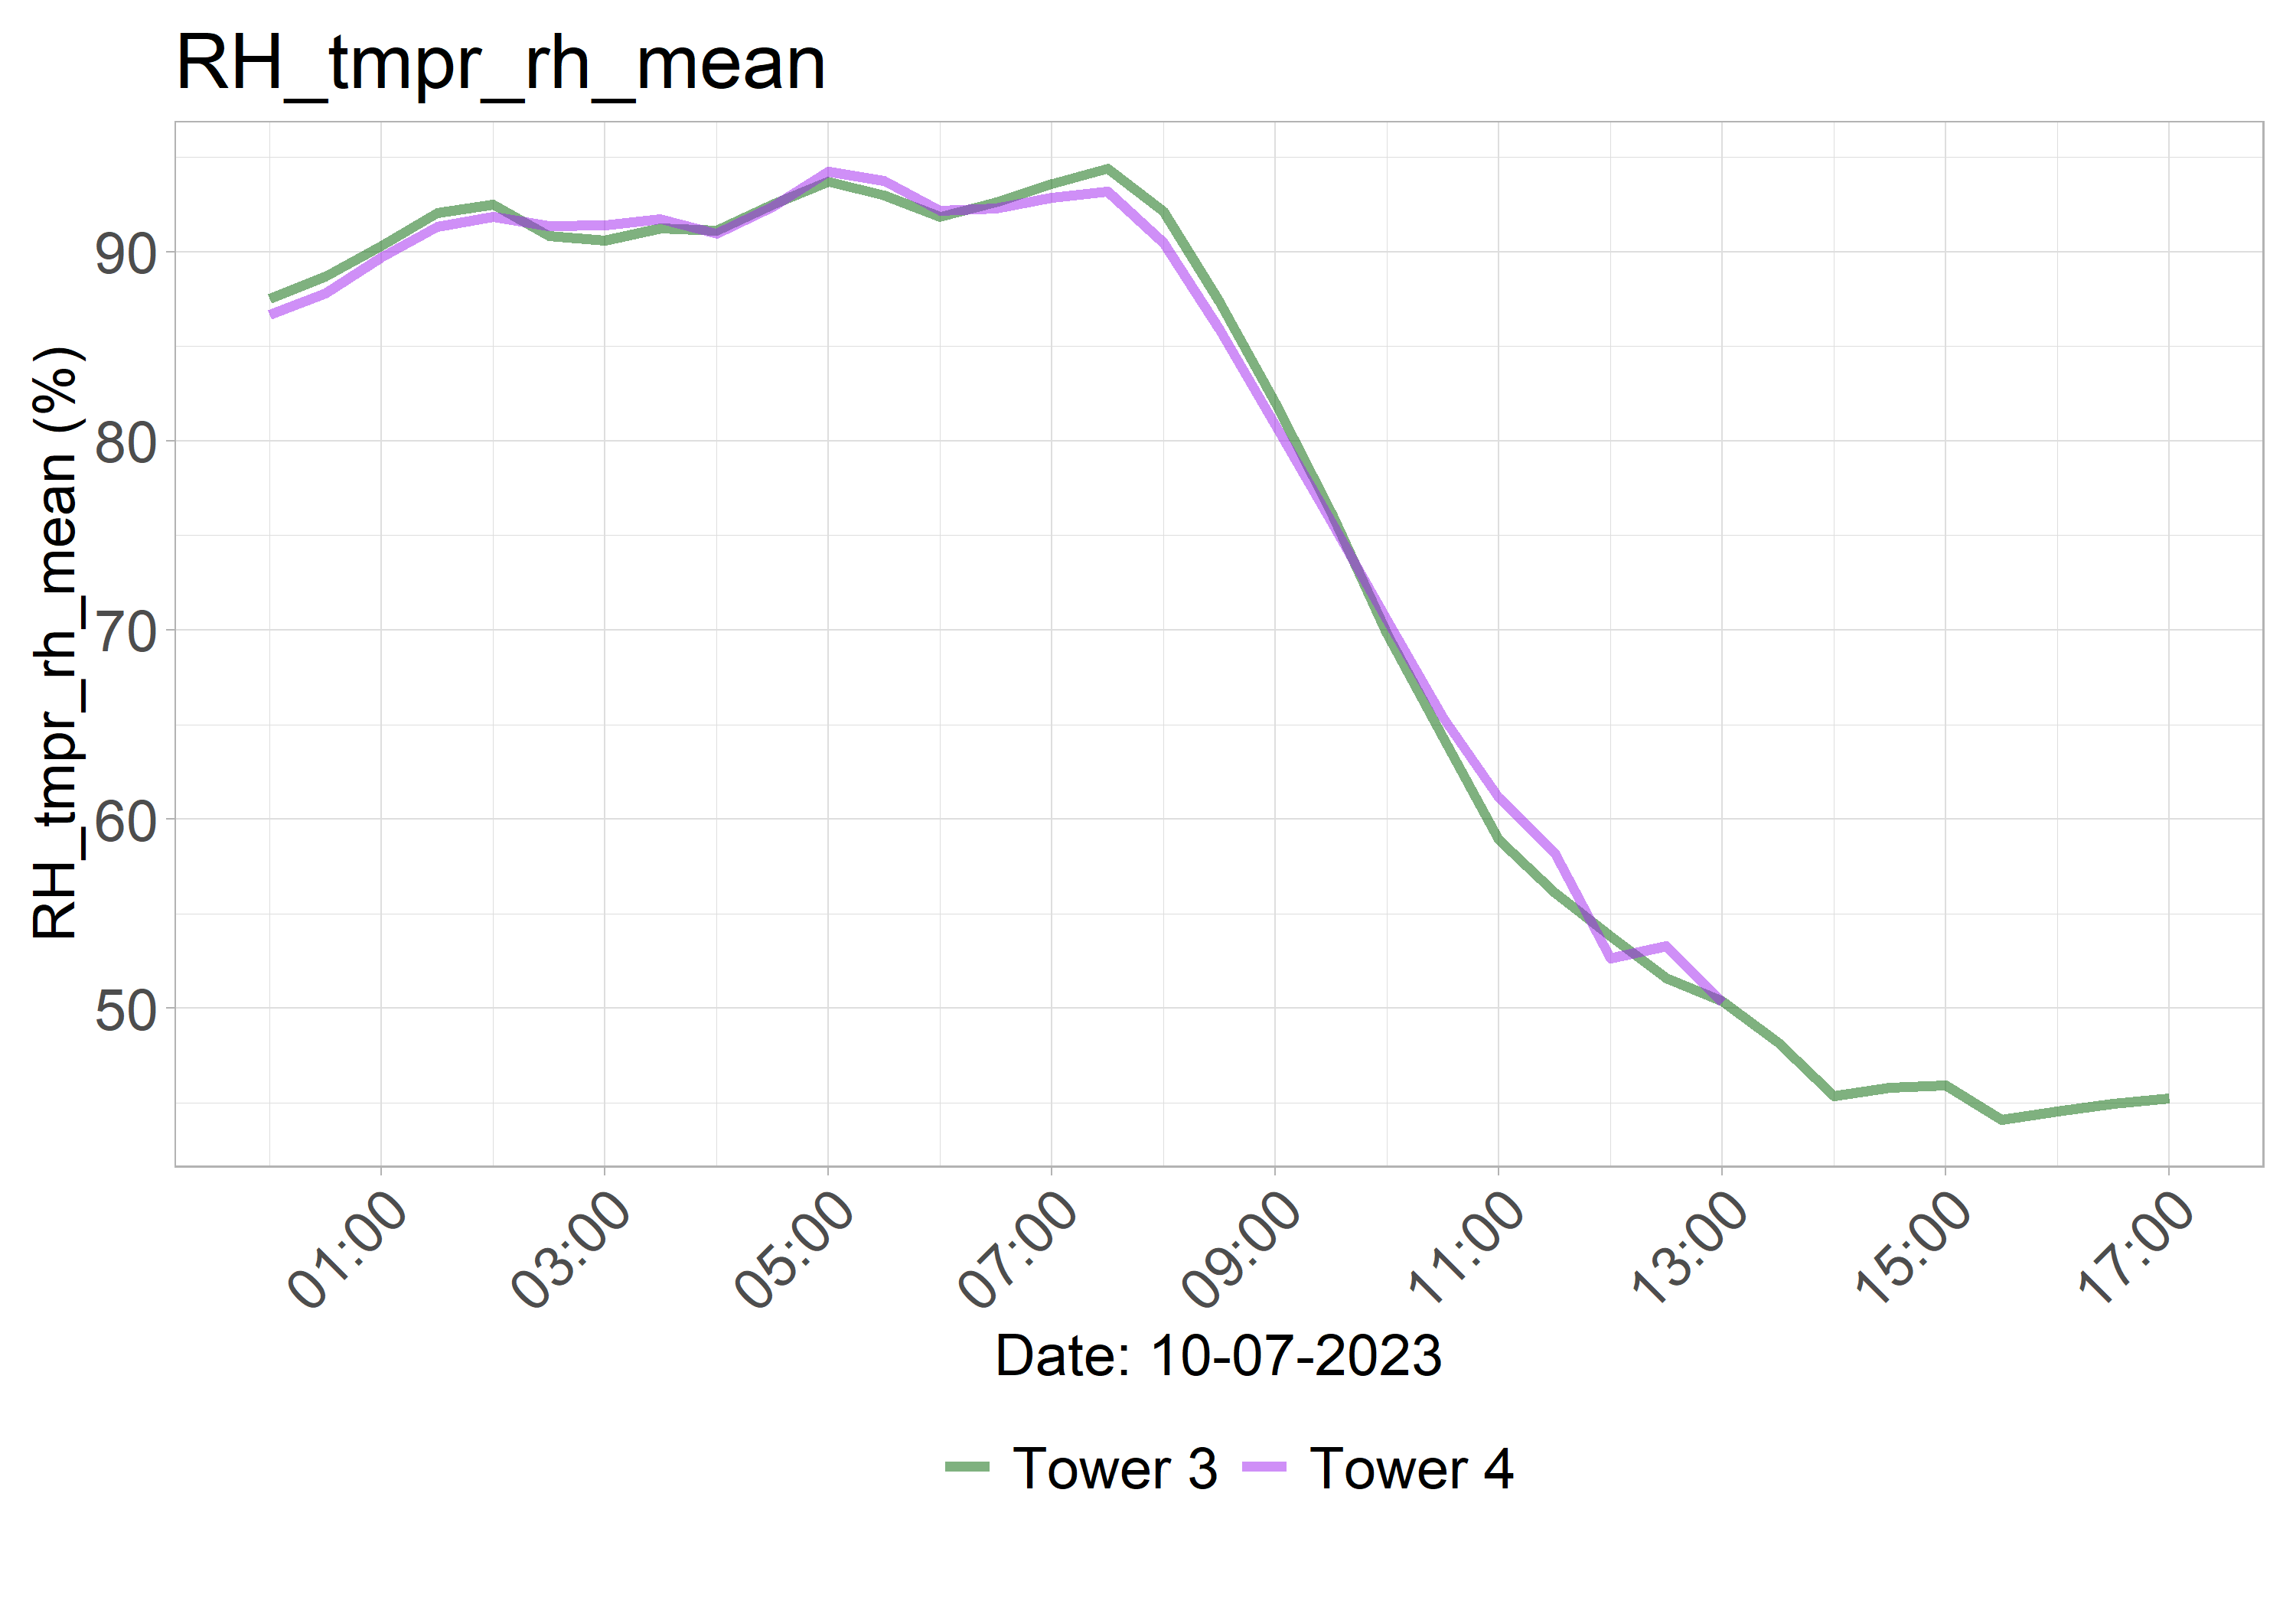 RH_tmpr_rh_mean
RH_tmpr_rh_mean (%)
90
80
70
60
50
01:00 03:00 05:00 07:00 09:00 11:00 13:00 15:00 17:00
Date: 10-07-2023
Tower 3 Tower 4